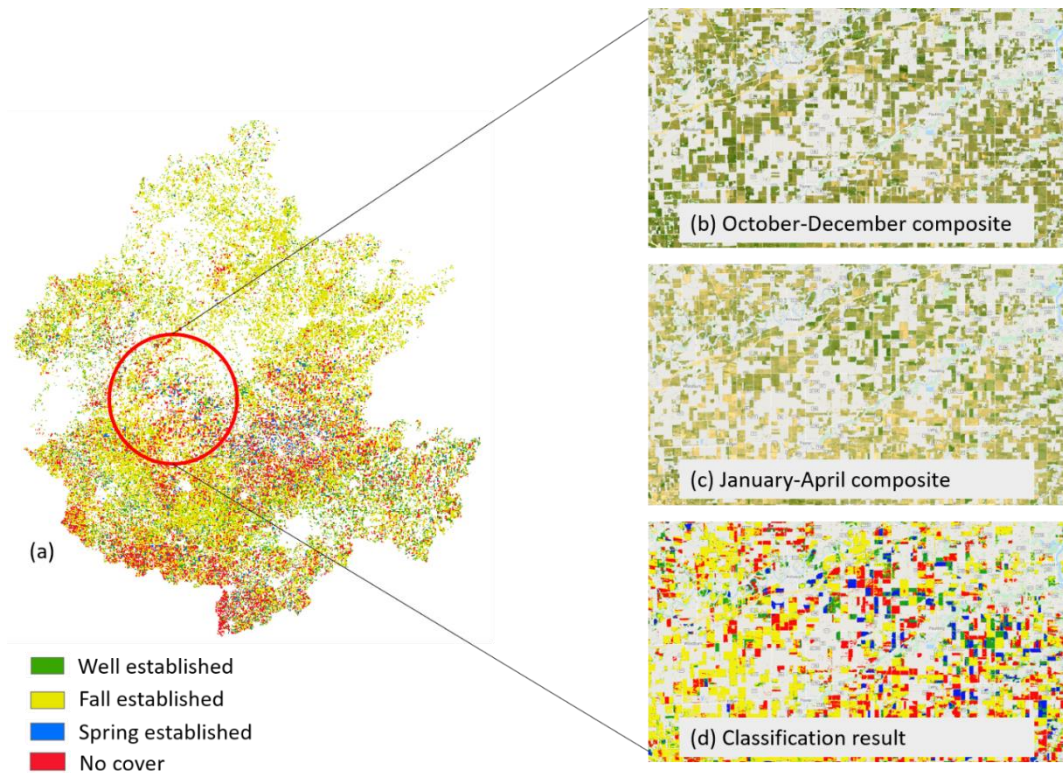 (b) October-December composite
(c) January-April composite
(a)
(d) Classification result
Well established
Fall established
Spring established
No cover